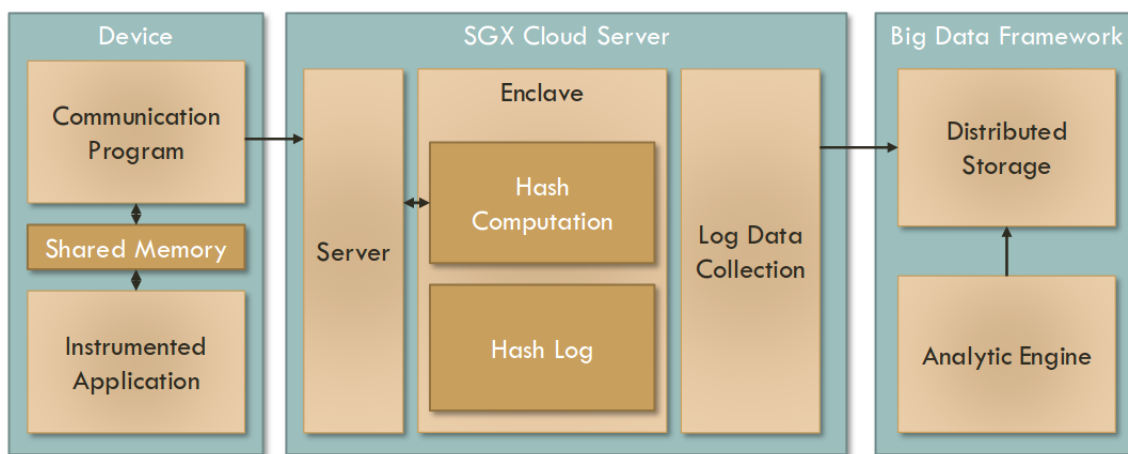 Device
Communication
Program
Shared Memory
Instrumented
Application
SGX Cloud Server
Server
Enclave
Hash
Computation
Hash Log
Log Data
Collection
Big Data Framework
Distributed
Storage
Analytic Engine